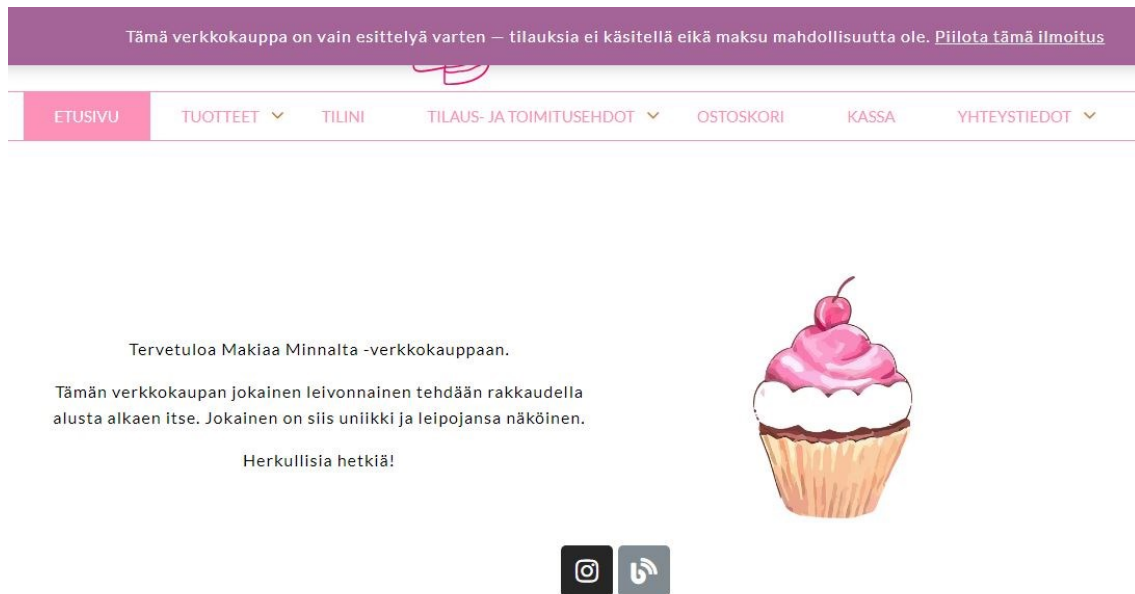 Tämä verkkokauppa on vain esittelyä varten — tilauksia ei käsitellä eikä maksu mahdollisuutta ole. Piilota tämä ilmoitus
ETUSIVU TUOTTEET TILINI TILAUS- JA TOIMITUSEHDOT OSTOSKORI KASSA YHTEYSTIEDOT
Tervetuloa Makiaa Minnalta -verkkokauppaan.
Tämän verkkokaupan jokainen leivonnainen tehdään rakkaudella
alusta alkaen itse. Jokainen on siis uniikki ja leipojansa näköinen.
Herkullisia hetkiä!